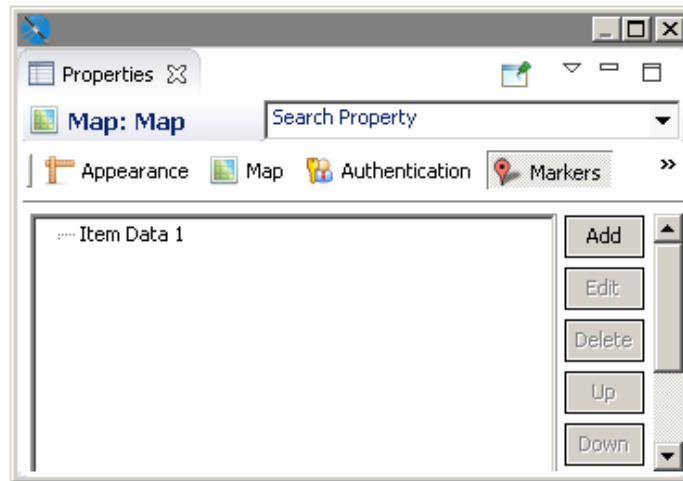 Properties
Map: Map
Search Property
Appearance Map Authentication Markers »
Item Data 1
Add
Edit
Delete
Up
Down